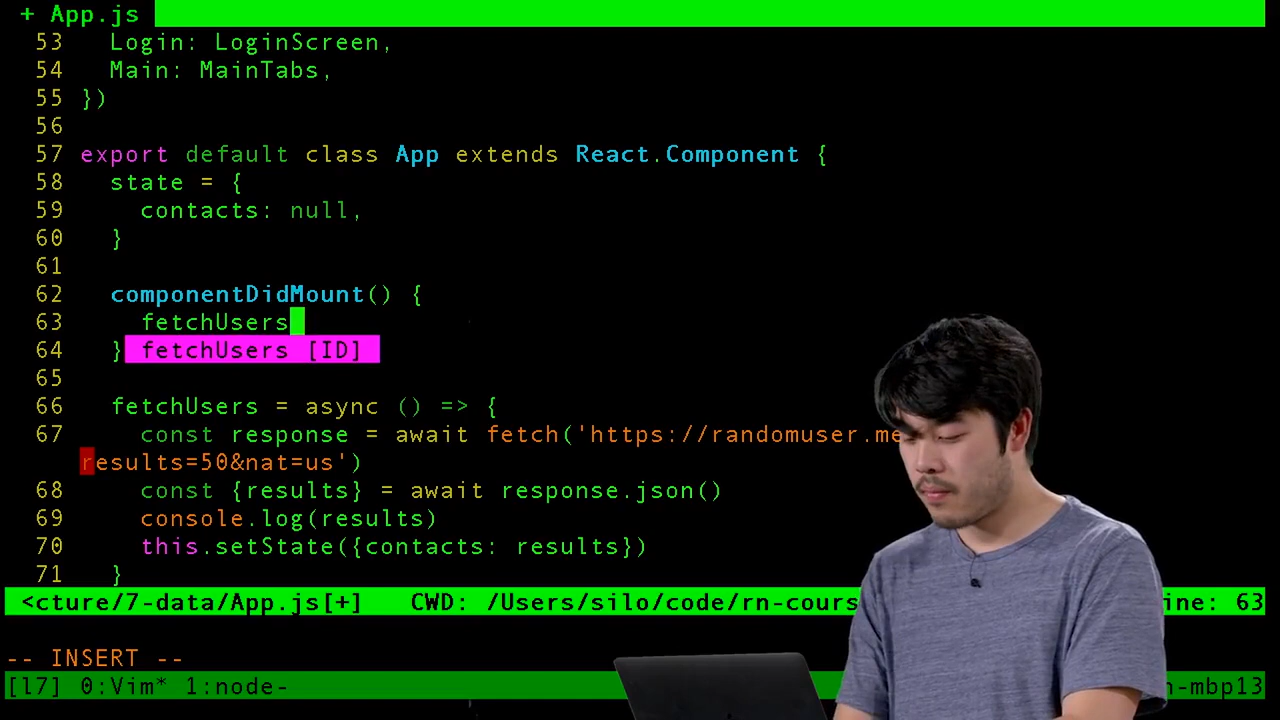 + App.js
53 Login: LoginScreen,
54 Main: MainTabs,
55 })
56
57 export default class App extends React.Component {
58 state = {
59 contacts: null,
60 }
61
62 componentDidMount() {
63 fetchUsers
64 } fetchUsers [ID]
65
66 fetchUsers = async () => {
67 const response = await fetch('https://randomuser.me
results=50&nat=us')
68 const {results} = await response.json()
69 console.log(results)
70 this.setState({contacts: results})
71 }
<cture/7-data/App.js[+] CWD: /Users/silo/code/rn-cours ine: 63
-- INSERT --
[l7] 0:Vim* 1:node- -mbp13